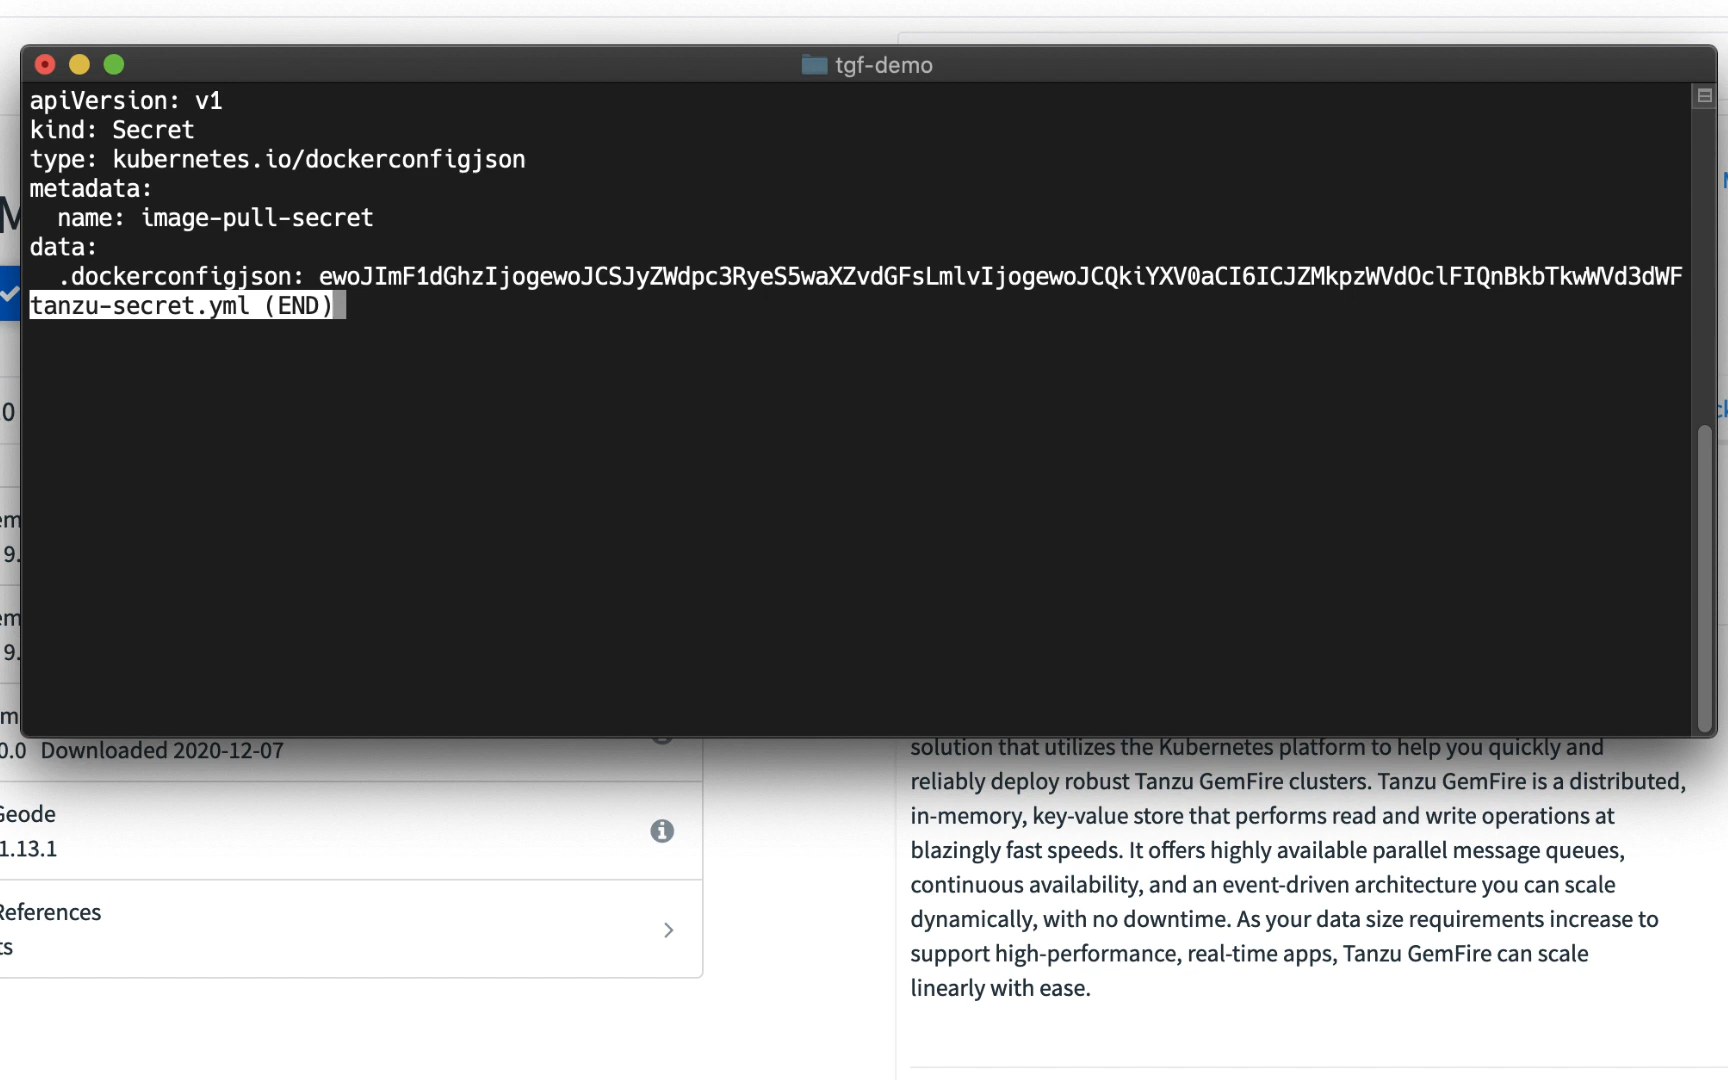 tgf-demo
apiVersion: v1
kind: Secret
type: kubernetes.io/dockerconfigjson
metadata:
  name: image-pull-secret
data:
  .dockerconfigjson: ewoJImF1dGhzIjogewoJCSJyZWdpc3RyeS5waXZvdGFsLmlvIjogewoJCQkiYXV0aCI6ICJZMkpzWVdOclFIQnBkbTkwWVd3dWF
tanzu-secret.yml (END)
0.0 Downloaded 2020-12-07
Geode
1.13.1
References
ts
solution that utilizes the Kubernetes platform to help you quickly and
reliably deploy robust Tanzu GemFire clusters. Tanzu GemFire is a distributed,
in-memory, key-value store that performs read and write operations at
blazingly fast speeds. It offers highly available parallel message queues,
continuous availability, and an event-driven architecture you can scale
dynamically, with no downtime. As your data size requirements increase to
support high-performance, real-time apps, Tanzu GemFire can scale
linearly with ease.